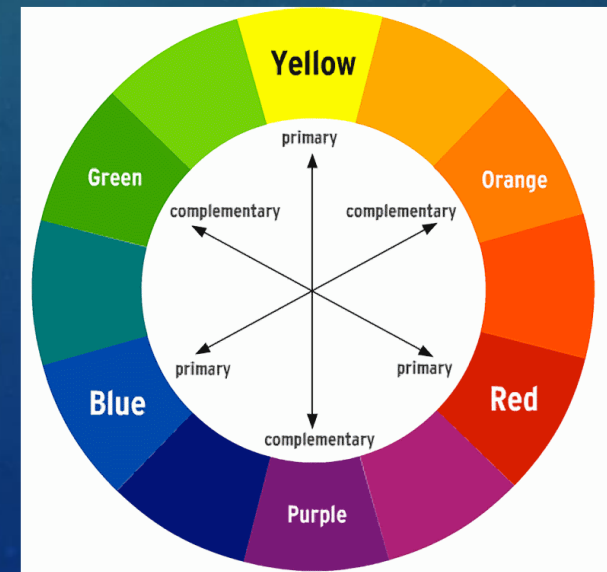 Yellow
primary
Green
Orange
complementary
complementary
primary
primary
Blue
Red
complementary
Purple